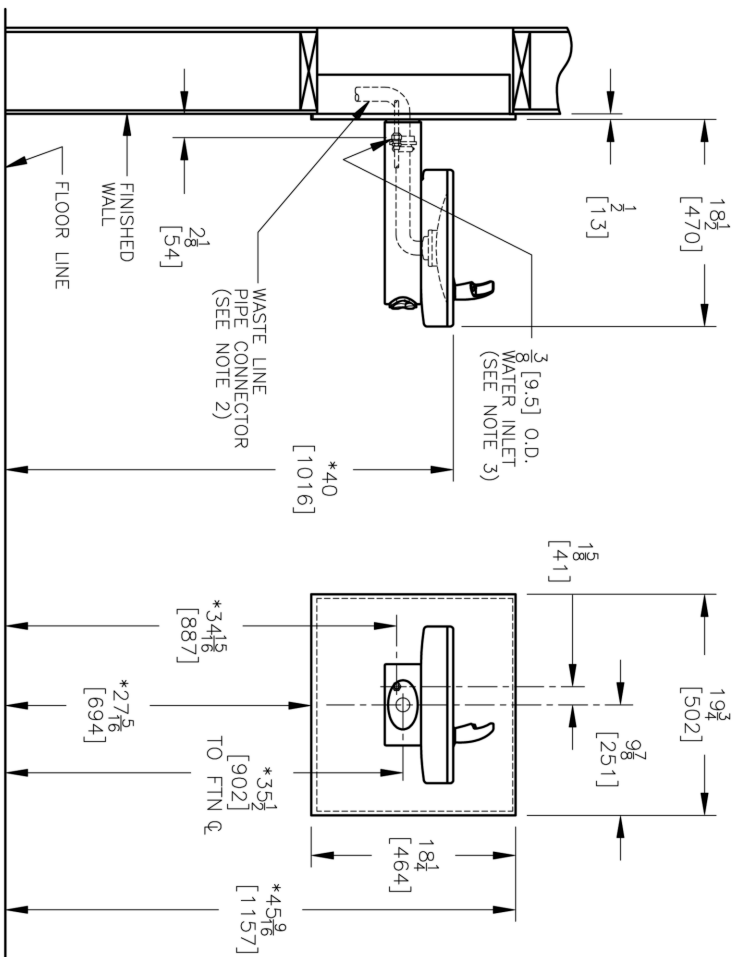 18 1/2
[470]
1/2
[13]
2 1/8
[54]
FINISHED
WALL
FLOOR LINE
WASTE LINE
PIPE CONNECTOR
(SEE NOTE 2)
3/8 [9.5] O.D.
WATER INLET
(SEE NOTE 3)
*40
[1016]
1 5/8
[41]
19 3/4
[502]
9 7/8
[251]
*34 15/16
[887]
*27 5/16
[694]
*35 1/2
[902]
TO FTN ℄
18 1/4
[464]
*45 9/16
[1157]